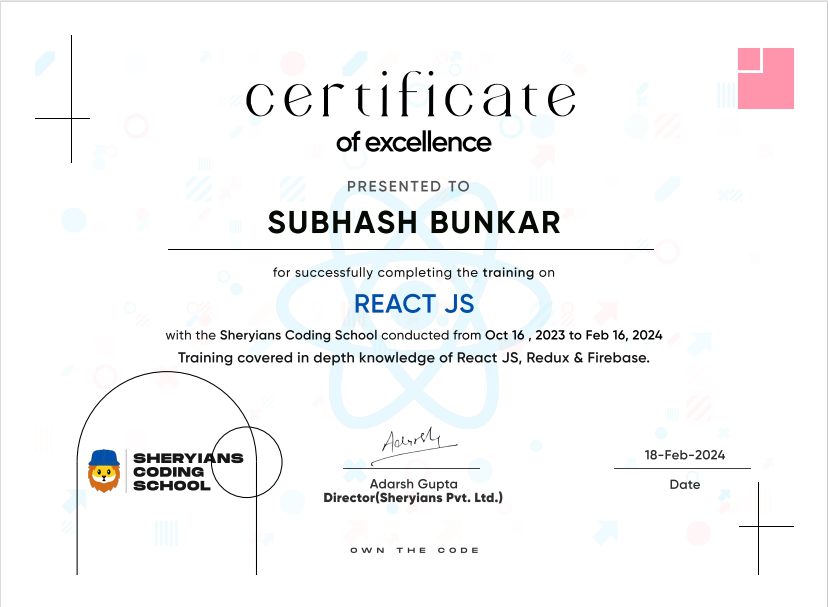 certificate
of excellence
PRESENTED TO
SUBHASH BUNKAR
for successfully completing the training on
REACT JS
with the Sheryians Coding School conducted from Oct 16 , 2023 to Feb 16, 2024
Training covered in depth knowledge of React JS, Redux & Firebase.
SHERYIANS
CODING
SCHOOL
Adarsh
Adarsh Gupta
Director(Sheryians Pvt. Ltd.)
18-Feb-2024
Date
OWN THE CODE